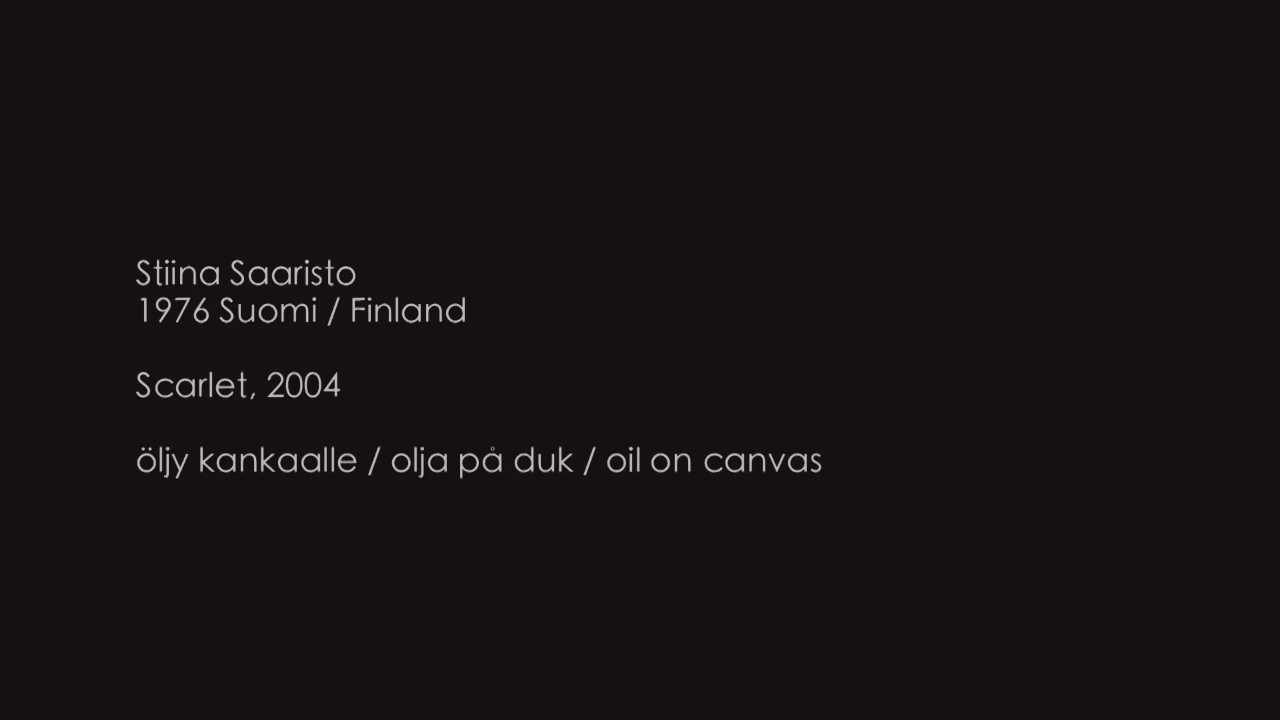 Stiina Saaristo
1976 Suomi / Finland
Scarlet, 2004
öljy kankaalle / olja på duk / oil on canvas